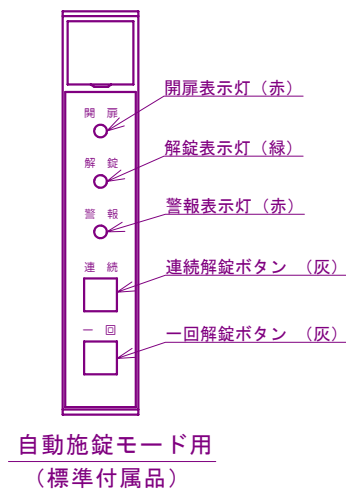 開扉表示灯（赤）
開 扉
解錠表示灯（緑）
解 錠
警報表示灯（赤）
警 報
連続解錠ボタン （灰）
連 続
一回解錠ボタン （灰）
一 回
自動施錠モード用
（標準付属品）